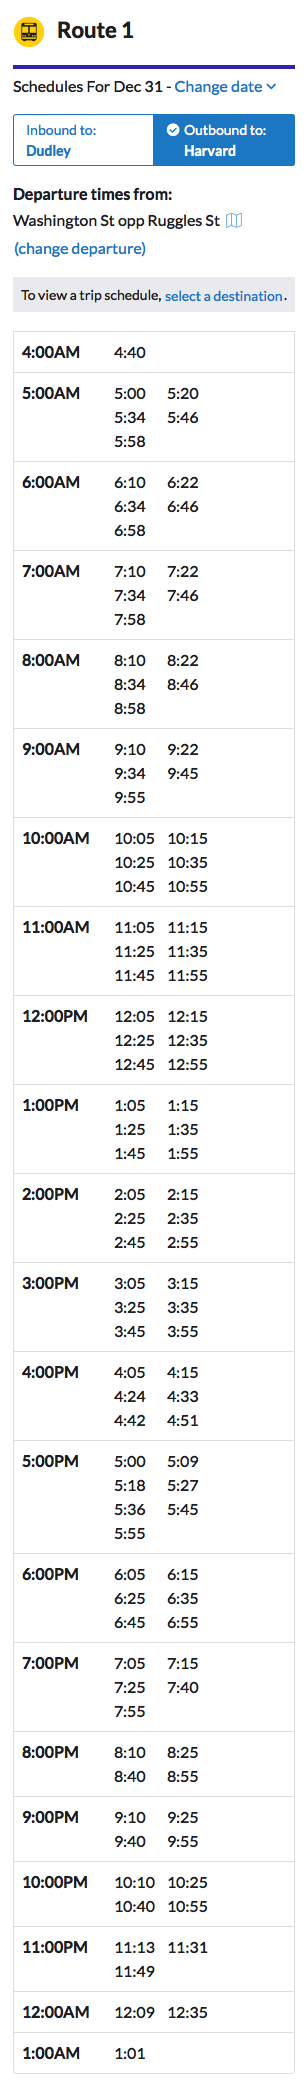 Route 1
Schedules For Dec 31 - Change date
Inbound to: Outbound to:
Dudley Harvard
Departure times from:
Washington St opp Ruggles St
(change departure)
To view a trip schedule, select a destination.
4:00AM 4:40
5:00AM 5:00 5:20
5:34 5:46
5:58
6:00AM 6:10 6:22
6:34 6:46
6:58
7:00AM 7:10 7:22
7:34 7:46
7:58
8:00AM 8:10 8:22
8:34 8:46
8:58
9:00AM 9:10 9:22
9:34 9:45
9:55
10:00AM 10:05 10:15
10:25 10:35
10:45 10:55
11:00AM 11:05 11:15
11:25 11:35
11:45 11:55
12:00PM 12:05 12:15
12:25 12:35
12:45 12:55
1:00PM 1:05 1:15
1:25 1:35
1:45 1:55
2:00PM 2:05 2:15
2:25 2:35
2:45 2:55
3:00PM 3:05 3:15
3:25 3:35
3:45 3:55
4:00PM 4:05 4:15
4:24 4:33
4:42 4:51
5:00PM 5:00 5:09
5:18 5:27
5:36 5:45
5:55
6:00PM 6:05 6:15
6:25 6:35
6:45 6:55
7:00PM 7:05 7:15
7:25 7:40
7:55
8:00PM 8:10 8:25
8:40 8:55
9:00PM 9:10 9:25
9:40 9:55
10:00PM 10:10 10:25
10:40 10:55
11:00PM 11:13 11:31
11:49
12:00AM 12:09 12:35
1:00AM 1:01